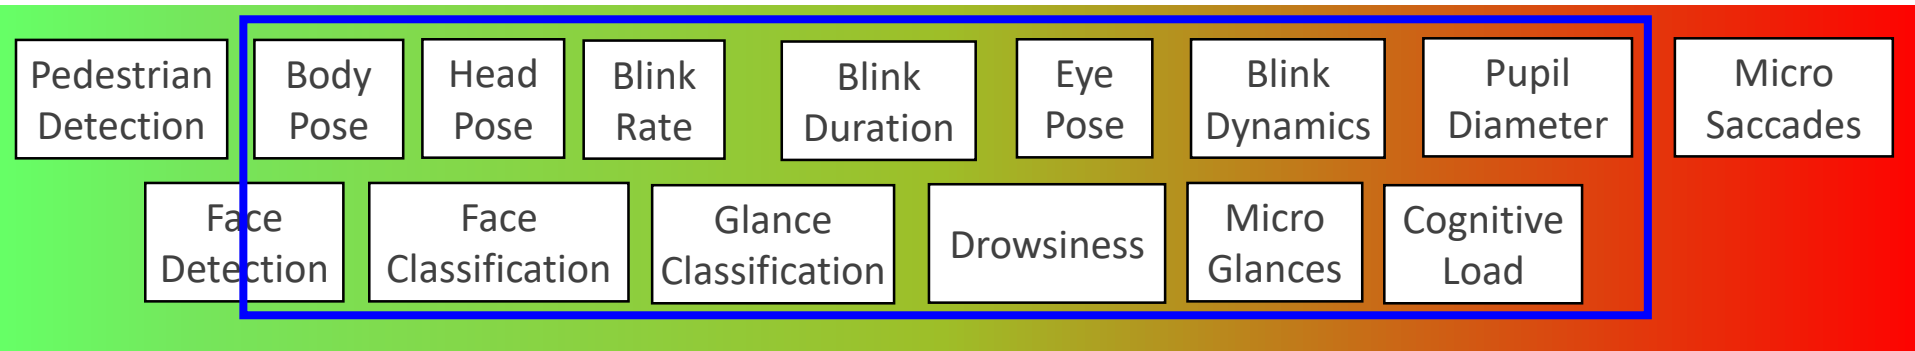 Pedestrian
Detection
Body
Pose
Head
Pose
Blink
Rate
Blink
Duration
Eye
Pose
Blink
Dynamics
Pupil
Diameter
Micro
Saccades
Face
Detection
Face
Classification
Glance
Classification
Drowsiness
Micro
Glances
Cognitive
Load